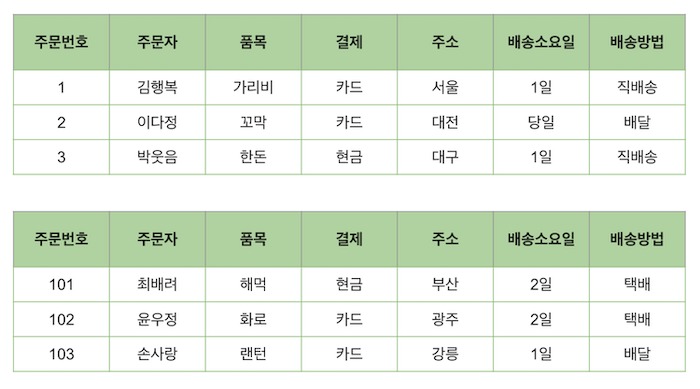 주문번호 주문자 품목 결제 주소 배송소요일 배송방법
1 김행복 가리비 카드 서울 1일 직배송
2 이다정 꼬막 카드 대전 당일 배달
3 박웃음 한돈 현금 대구 1일 직배송
주문번호 주문자 품목 결제 주소 배송소요일 배송방법
101 최배려 해먹 현금 부산 2일 택배
102 윤우정 화로 카드 광주 2일 택배
103 손사랑 랜턴 카드 강릉 1일 배달